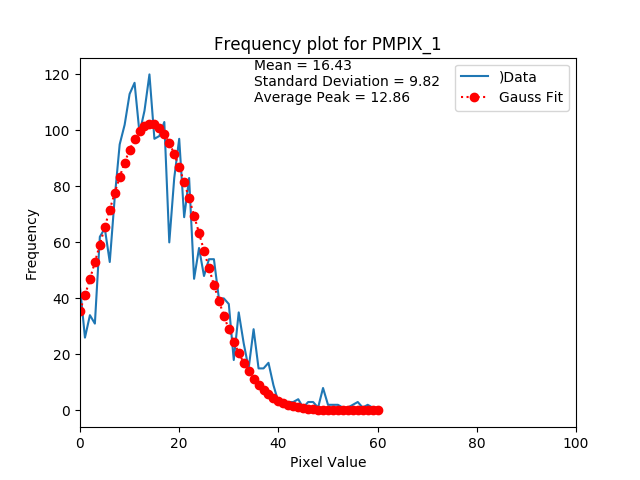 Frequency plot for PMPIX_1
Mean = 16.43
Standard Deviation = 9.82
Average Peak = 12.86
)Data
Gauss Fit
120
100
80
60
40
20
0
Frequency
0 20 40 60 80 100
Pixel Value